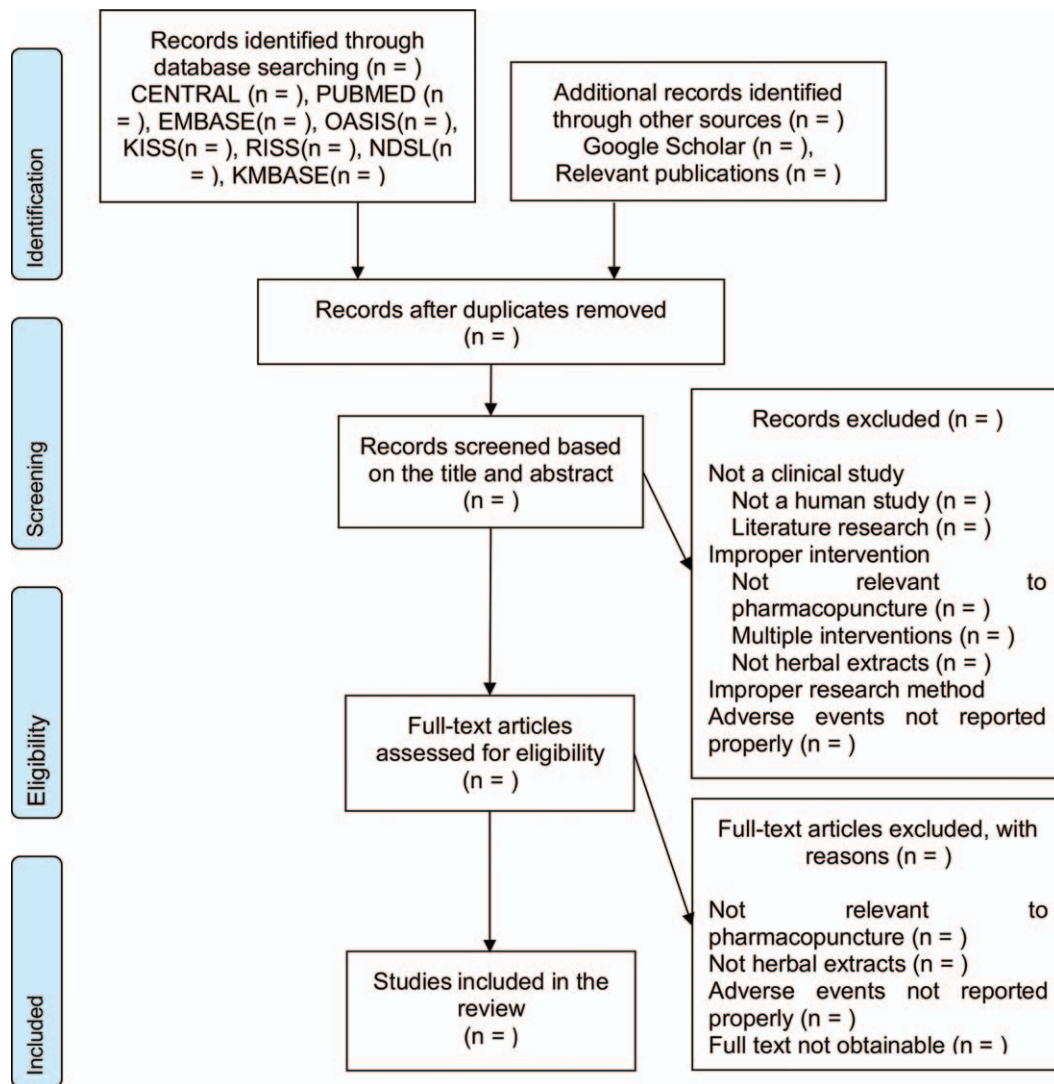 Identification
Records identified through
database searching (n = )
CENTRAL (n = ), PUBMED (n
= ), EMBASE(n = ), OASIS(n = ),
KISS(n = ), RISS(n = ), NDSL(n
= ), KMBASE(n = )
Additional records identified
through other sources (n = )
Google Scholar (n = ),
Relevant publications (n = )
Records after duplicates removed
(n = )
Screening
Records screened based
on the title and abstract
(n = )
Records excluded (n = )
Not a clinical study
Not a human study (n = )
Literature research (n = )
Improper intervention
Not relevant to
pharmacopuncture (n = )
Multiple interventions (n = )
Not herbal extracts (n = )
Improper research method
Adverse events not reported
properly (n = )
Eligibility
Full-text articles
assessed for eligibility
(n = )
Full-text articles excluded, with
reasons (n = )
Not relevant to
pharmacopuncture (n = )
Not herbal extracts (n = )
Adverse events not reported
properly (n = )
Full text not obtainable (n = )
Included
Studies included in the
review
(n = )